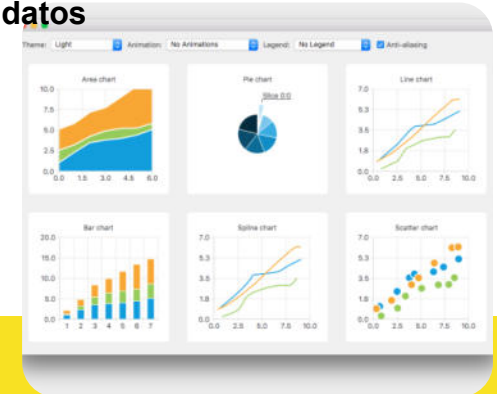 datos
Theme: Light Animation: No Animations Legend: No Legend Anti-aliasing
Area chart
10.0
7.5
5.0
2.5
0.0
0.0 1.5 3.0 4.5 6.0
Pie chart
Slice 0:0
Line chart
7.0
5.3
3.5
1.8
0.0
0.0 2.5 5.0 7.5 10.0
Bar chart
20.0
15.0
10.0
5.0
0.0
1 2 3 4 5 6 7
Spline chart
7.0
5.3
3.5
1.8
0.0
0.0 2.5 5.0 7.5 10.0
Scatter chart
7.0
5.3
3.5
1.8
0.0
0.0 2.5 5.0 7.5 10.0